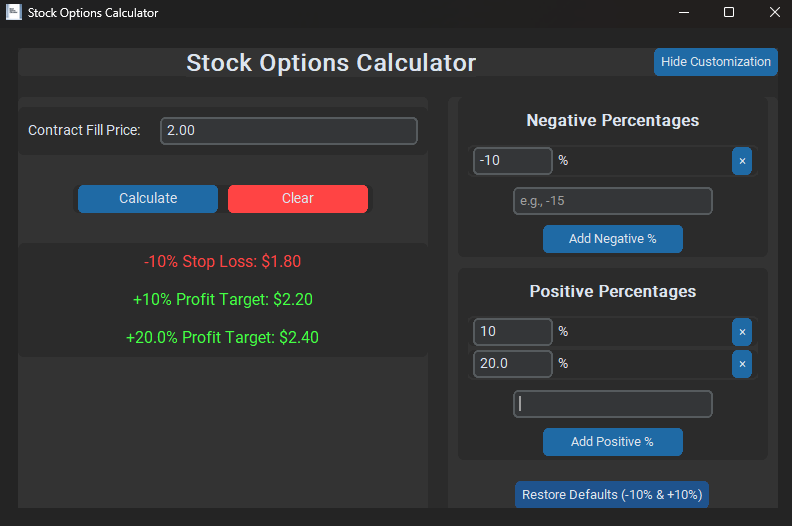 Stock Options Calculator
Stock Options Calculator
Hide Customization
Contract Fill Price:
2.00
Calculate
Clear
-10% Stop Loss: $1.80
+10% Profit Target: $2.20
+20.0% Profit Target: $2.40
Negative Percentages
-10 % ×
e.g., -15
Add Negative %
Positive Percentages
10 % ×
20.0 % ×
Add Positive %
Restore Defaults (-10% & +10%)